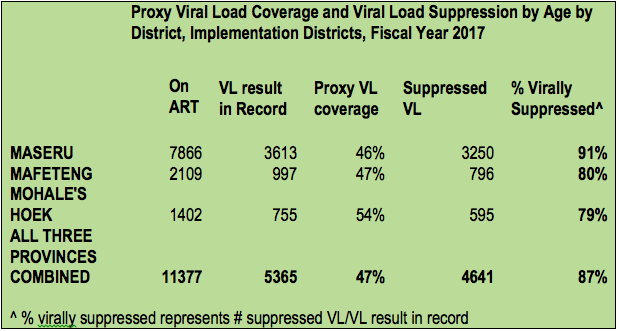 Proxy Viral Load Coverage and Viral Load Suppression by Age by
District, Implementation Districts, Fiscal Year 2017
On ART VL result in Record Proxy VL coverage Suppressed VL % Virally Suppressed^
MASERU 7866 3613 46% 3250 91%
MAFETENG 2109 997 47% 796 80%
MOHALE'S
HOEK 1402 755 54% 595 79%
ALL THREE
PROVINCES
COMBINED 11377 5365 47% 4641 87%
^ % virally suppressed represents # suppressed VL/VL result in record